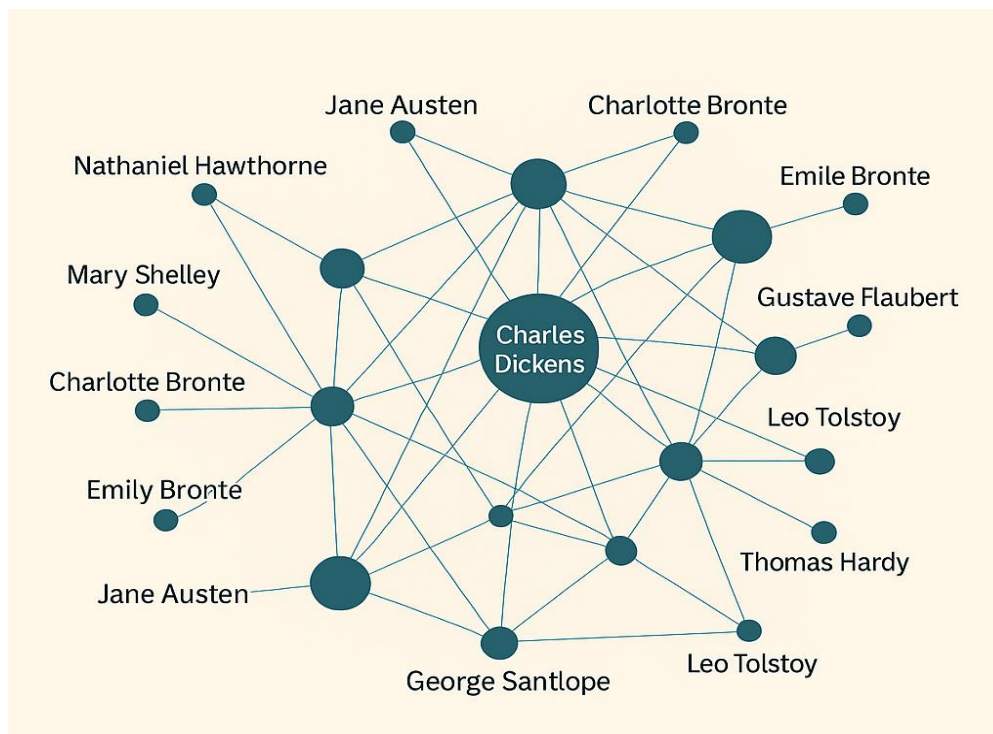 Jane Austen
Charlotte Bronte
Nathaniel Hawthorne
Emile Bronte
Mary Shelley
Gustave Flaubert
Charles
Dickens
Charlotte Bronte
Leo Tolstoy
Emily Bronte
Thomas Hardy
Jane Austen
Leo Tolstoy
George Santlope